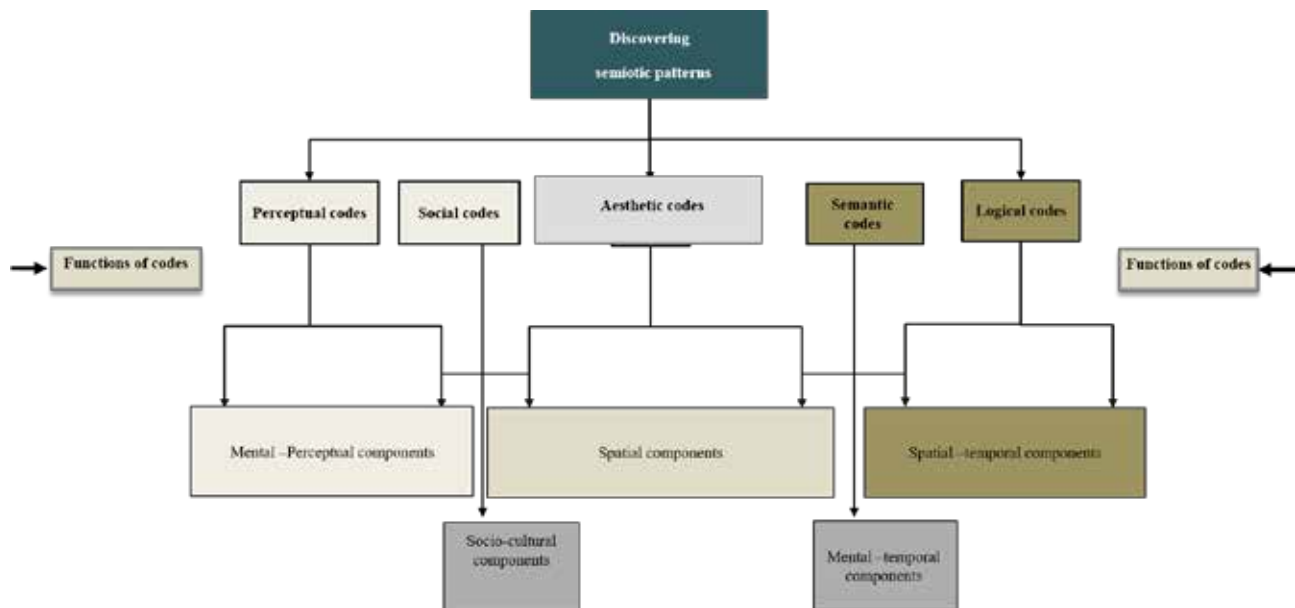 Discovering
semiotic patterns
Perceptual codes
Social codes
Aesthetic codes
Semantic
codes
Logical codes
Functions of codes
Functions of codes
Mental –Perceptual components
Spatial components
Spatial –temporal components
Socio-cultural
components
Mental –temporal
components